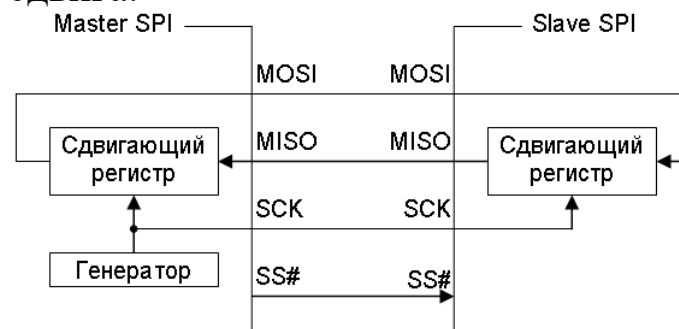 Master SPI
Slave SPI
MOSI MOSI
MISO MISO
Сдвигающий регистр
Сдвигающий регистр
SCK SCK
Генератор
SS# SS#